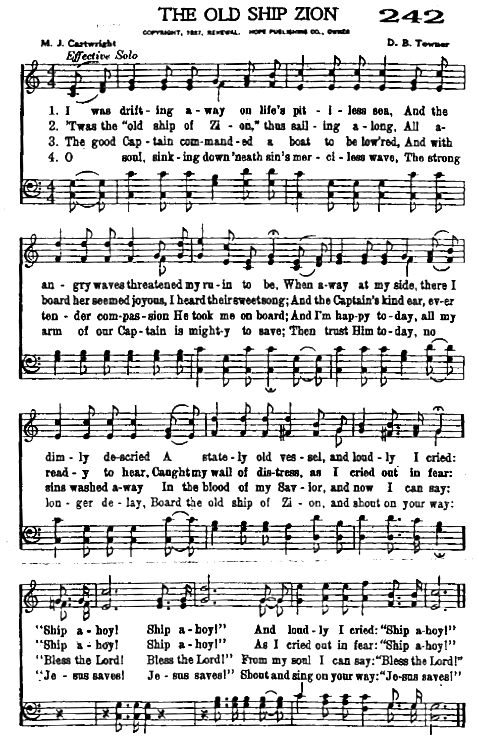 THE OLD SHIP ZION 242
COPYRIGHT, 1927, RENEWAL. HOPE PUBLISHING CO., OWNER
M. J. Cartwright D. B. Towner
Effective Solo
1. I was drift - ing a - way on life's pit - i - less sea, And the
2. 'Twas the "old ship of Zi - on," thus sail - ing a - long, All a-
3. The good Cap - tain com - mand - ed a boat to be low'red, And with
4. O soul, sink - ing down 'neath sin's mer - ci - less wave, The strong
an - gry waves threatened my ru - in to be, When a-way at my side, there I
board her seemed joyous, I heard their sweet song; And the Captain's kind ear, ev-er
ten - der com - pas - sion He took me on board; And I'm hap-py to-day, all my
arm of our Cap - tain is might - y to save; Then trust Him to-day, no
dim - ly de-scried A state - ly old ves - sel, and loud - ly I cried:
read - y to hear, Caught my wail of dis - tress, as I cried out in fear:
sins washed a-way In the blood of my Sav - ior, and now I can say:
lon - ger de - lay, Board the old ship of Zi - on, and shout on your way:
"Ship a - hoy! Ship a - hoy!" And loud - ly I cried: "Ship a-hoy!"
"Ship a - hoy! Ship a - hoy!" As I cried out in fear: "Ship a-hoy!"
"Bless the Lord! Bless the Lord!" From my soul I can say: "Bless the Lord!"
"Je - sus saves! Je - sus saves!" Shout and sing on your way: "Je-sus saves!"